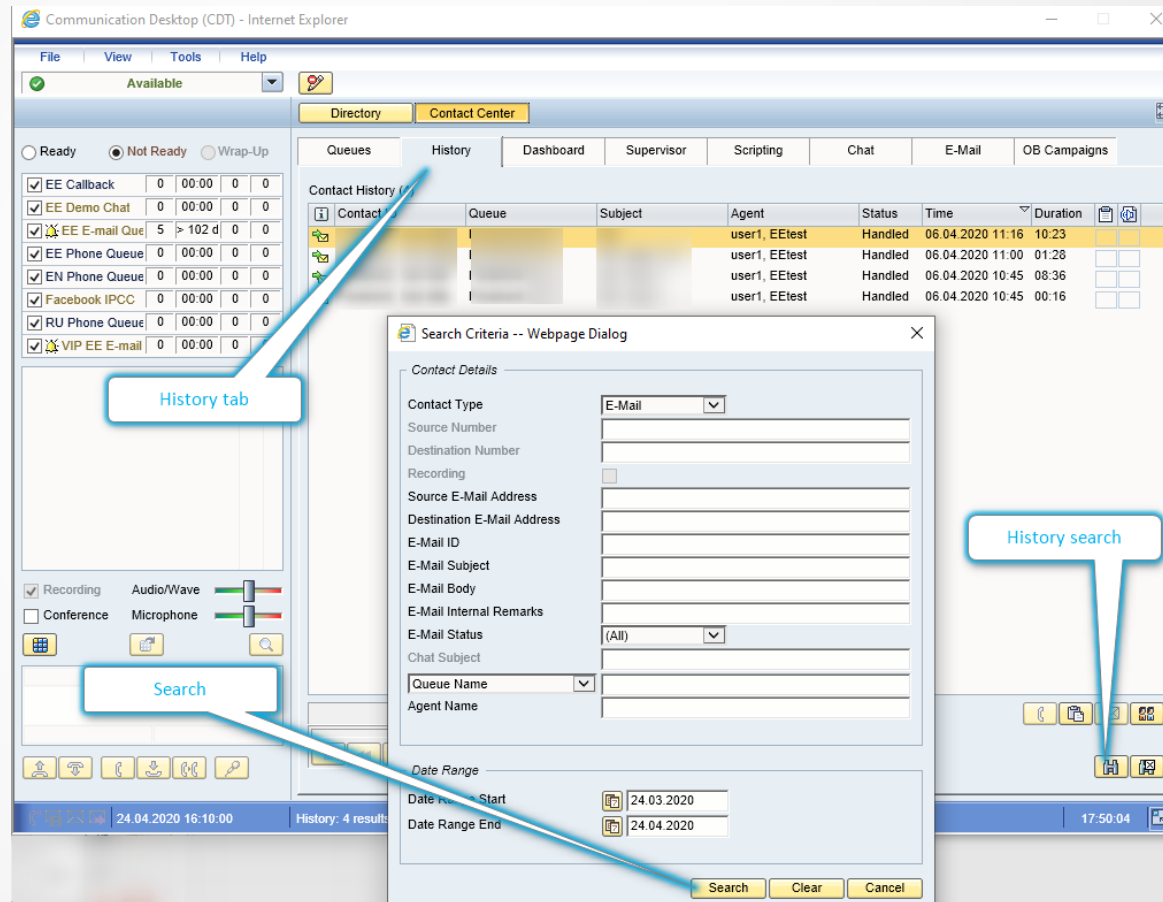 Communication Desktop (CDT) - Internet Explorer
File View Tools Help
Available
Directory Contact Center
Ready Not Ready Wrap-Up
Queues History Dashboard Supervisor Scripting Chat E-Mail OB Campaigns
EE Callback 0 00:00 0 0
EE Demo Chat 0 00:00 0 0
EE E-mail Que 5 > 102 d 0 0
EE Phone Queue 0 00:00 0 0
EN Phone Queue 0 00:00 0 0
Facebook IPCC 0 00:00 0 0
RU Phone Queue 0 00:00 0 0
VIP EE E-mail 0 00:00 0 0
Contact History
Contact Queue Subject Agent Status Time Duration
user1, EEtest Handled 06.04.2020 11:16 10:23
user1, EEtest Handled 06.04.2020 11:00 01:28
user1, EEtest Handled 06.04.2020 10:45 08:36
user1, EEtest Handled 06.04.2020 10:45 00:16
History tab
Search Criteria -- Webpage Dialog
Contact Details
Contact Type E-Mail
Source Number
Destination Number
Recording
Source E-Mail Address
Destination E-Mail Address
E-Mail ID
E-Mail Subject
E-Mail Body
E-Mail Internal Remarks
E-Mail Status (All)
Chat Subject
Queue Name
Agent Name
Date Range
Date Start 24.03.2020
Date Range End 24.04.2020
Search Clear Cancel
History search
Recording Audio/Wave
Conference Microphone
Search
24.04.2020 16:10:00 History: 4 results 17:50:04